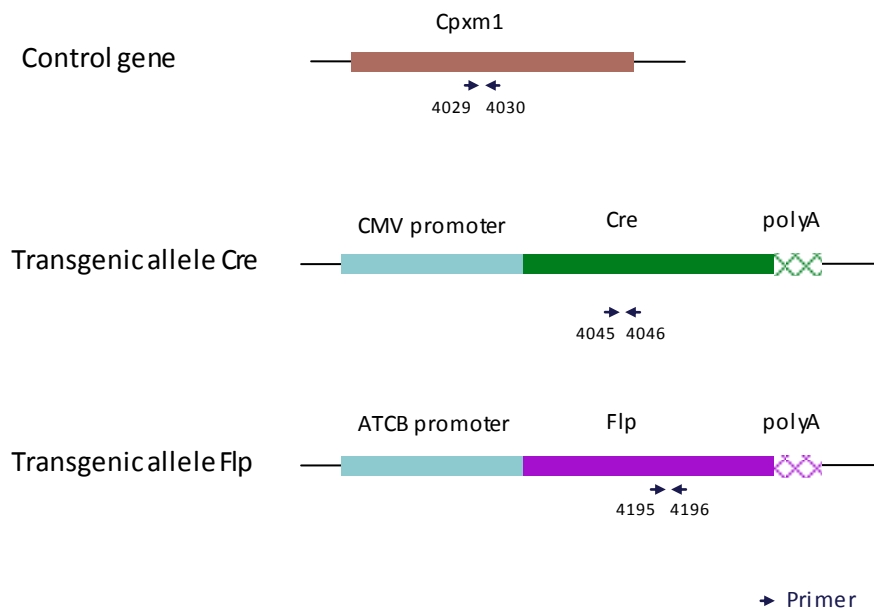 Cpxm1
Control gene
4029 4030
CMV promoter Cre polyA
Transgenic allele Cre
4045 4046
ATCB promoter Flp polyA
Transgenic allele Flp
4195 4196
Primer